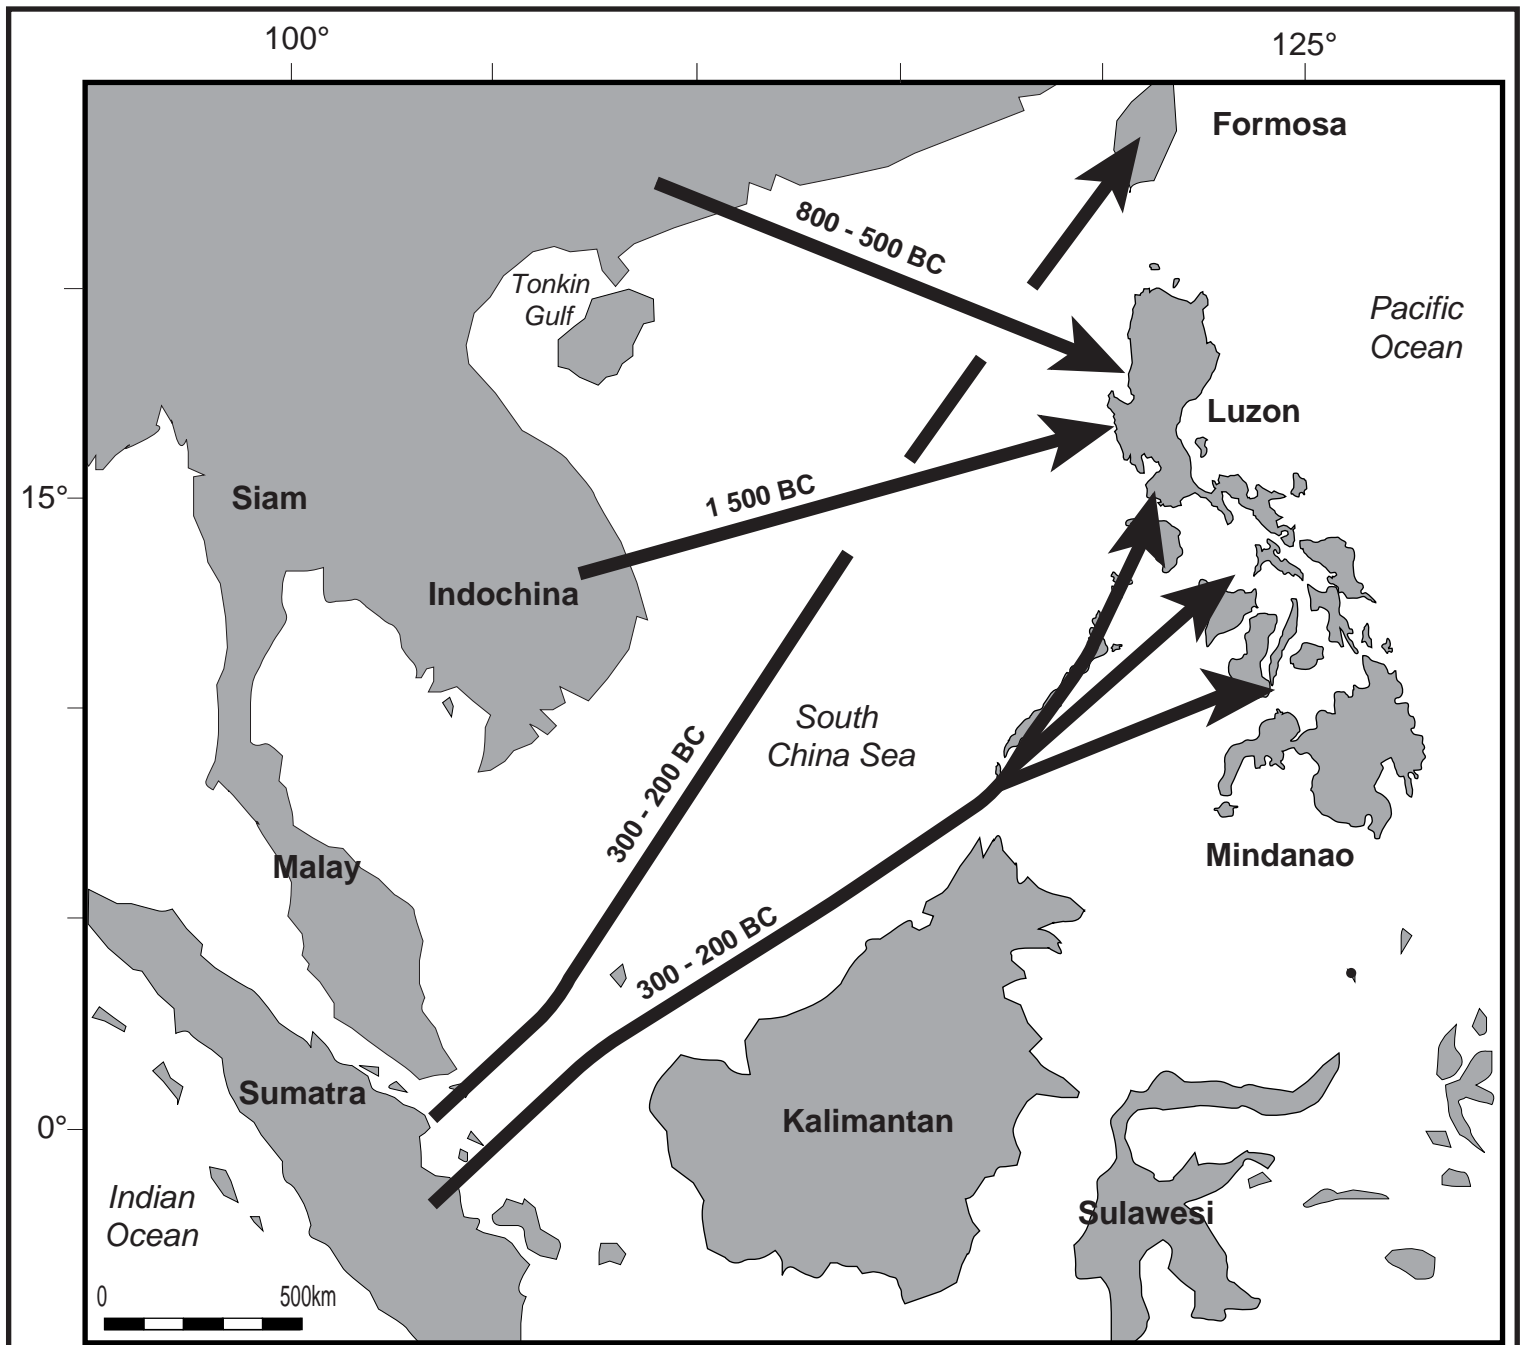 100°
125°
Formosa
800 - 500 BC
Tonkin
Gulf
Pacific
Ocean
Luzon
15°
Siam
1 500 BC
Indochina
South
China Sea
300 - 200 BC
Malay
Mindanao
300 - 200 BC
Sumatra
Kalimantan
0°
Indian
Ocean
Sulawesi
0
500km